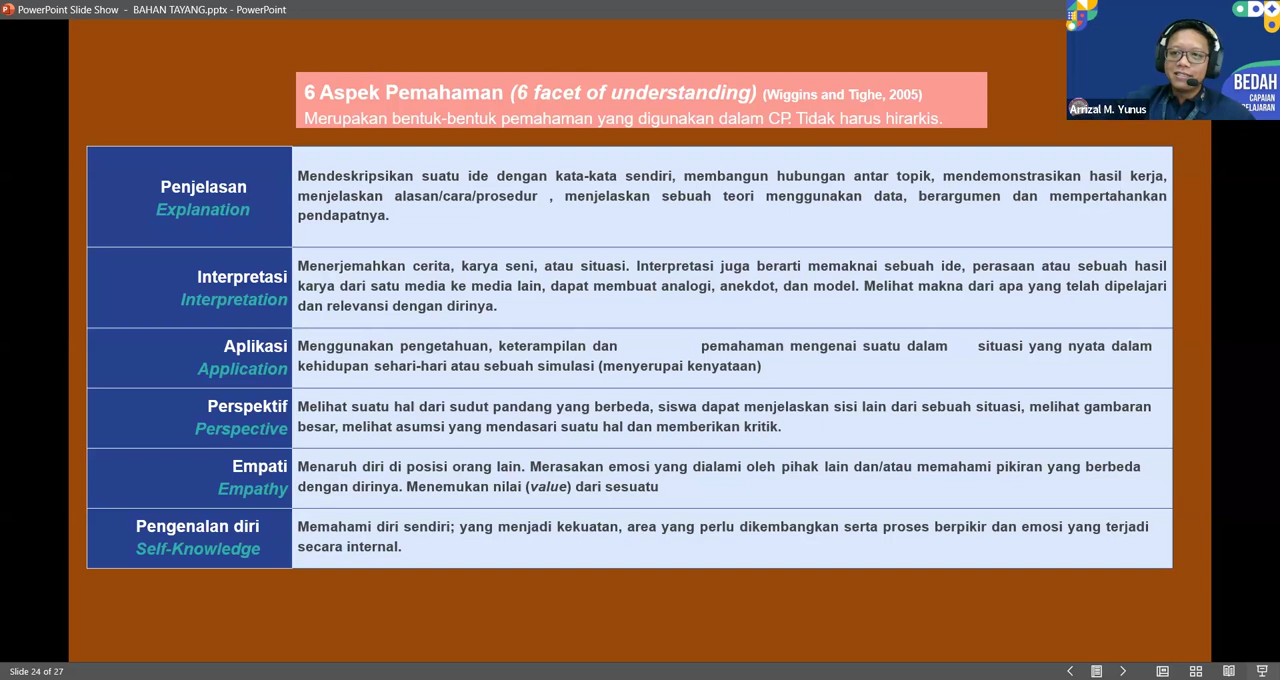 PowerPoint Slide Show - BAHAN TAYANG.pptx - PowerPoint
BEDAH
CAPAIAN
Arrizal M. Yunus
6 Aspek Pemahaman (6 facet of understanding) (Wiggins and Tighe, 2005)
Merupakan bentuk-bentuk pemahaman yang digunakan dalam CP. Tidak harus hirarkis.
Penjelasan
Explanation
Mendeskripsikan suatu ide dengan kata-kata sendiri, membangun hubungan antar topik, mendemonstrasikan hasil kerja,
menjelaskan alasan/cara/prosedur , menjelaskan sebuah teori menggunakan data, berargumen dan mempertahankan
pendapatnya.
Interpretasi
Interpretation
Menerjemahkan cerita, karya seni, atau situasi. Interpretasi juga berarti memaknai sebuah ide, perasaan atau sebuah hasil
karya dari satu media ke media lain, dapat membuat analogi, anekdot, dan model. Melihat makna dari apa yang telah dipelajari
dan relevansi dengan dirinya.
Aplikasi
Application
Menggunakan pengetahuan, keterampilan dan pemahaman mengenai suatu dalam situasi yang nyata dalam
kehidupan sehari-hari atau sebuah simulasi (menyerupai kenyataan)
Perspektif
Perspective
Melihat suatu hal dari sudut pandang yang berbeda, siswa dapat menjelaskan sisi lain dari sebuah situasi, melihat gambaran
besar, melihat asumsi yang mendasari suatu hal dan memberikan kritik.
Empati
Empathy
Menaruh diri di posisi orang lain. Merasakan emosi yang dialami oleh pihak lain dan/atau memahami pikiran yang berbeda
dengan dirinya. Menemukan nilai (value) dari sesuatu
Pengenalan diri
Self-Knowledge
Memahami diri sendiri; yang menjadi kekuatan, area yang perlu dikembangkan serta proses berpikir dan emosi yang terjadi
secara internal.
Slide 24 of 27